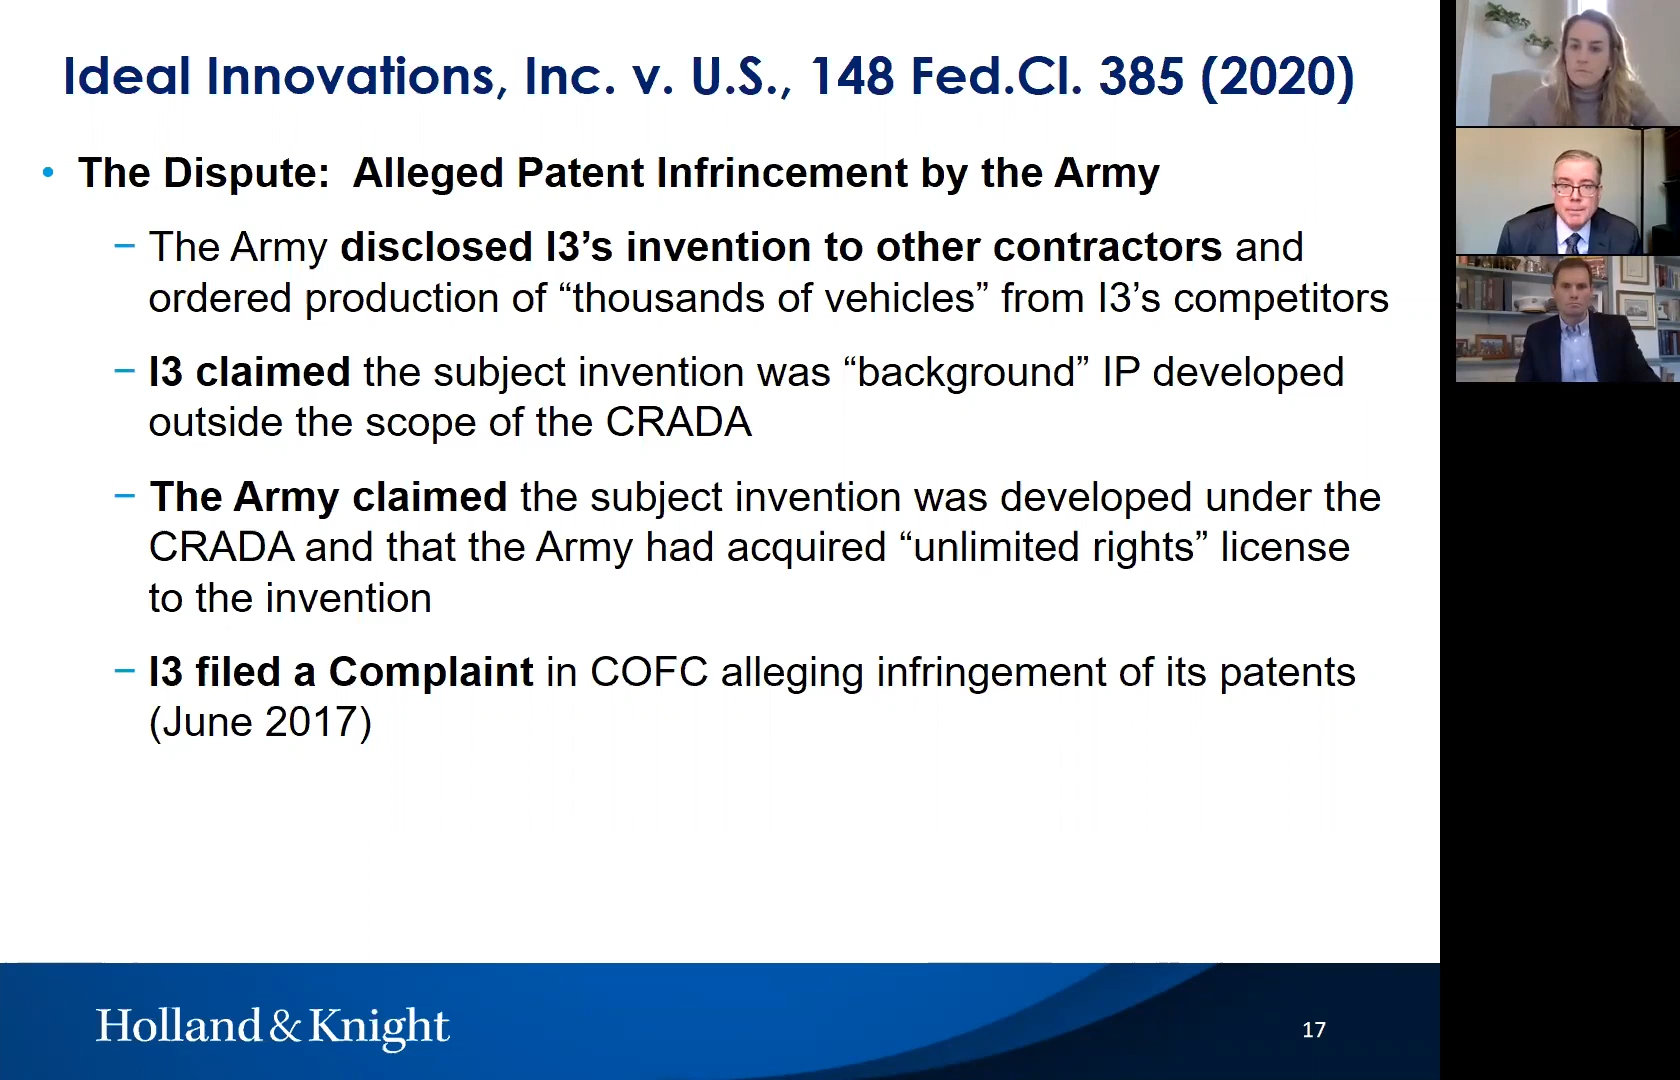 Ideal Innovations, Inc. v. U.S., 148 Fed.Cl. 385 (2020)
• The Dispute:  Alleged Patent Infrincement by the Army
− The Army disclosed I3’s invention to other contractors and
ordered production of “thousands of vehicles” from I3’s competitors
− I3 claimed the subject invention was “background” IP developed
outside the scope of the CRADA
− The Army claimed the subject invention was developed under the
CRADA and that the Army had acquired “unlimited rights” license
to the invention
− I3 filed a Complaint in COFC alleging infringement of its patents
(June 2017)
Holland & Knight
17